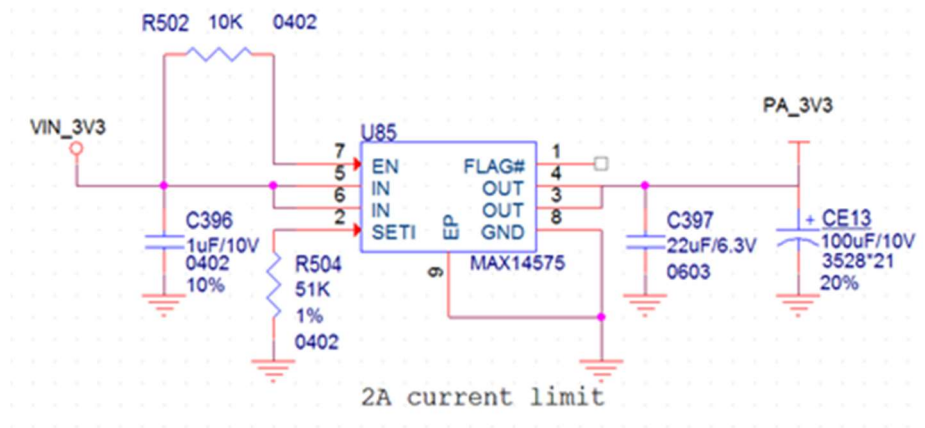 R502 10K 0402
VIN_3V3
PA_3V3
U85
7 EN FLAG# 1
5 IN OUT 4
6 IN OUT 3
2 SETI EP GND 8
MAX14575
9
C396
1uF/10V
0402
10%
R504
51K
1%
0402
C397
22uF/6.3V
0603
+ CE13
100uF/10V
3528*21
20%
2A current limit